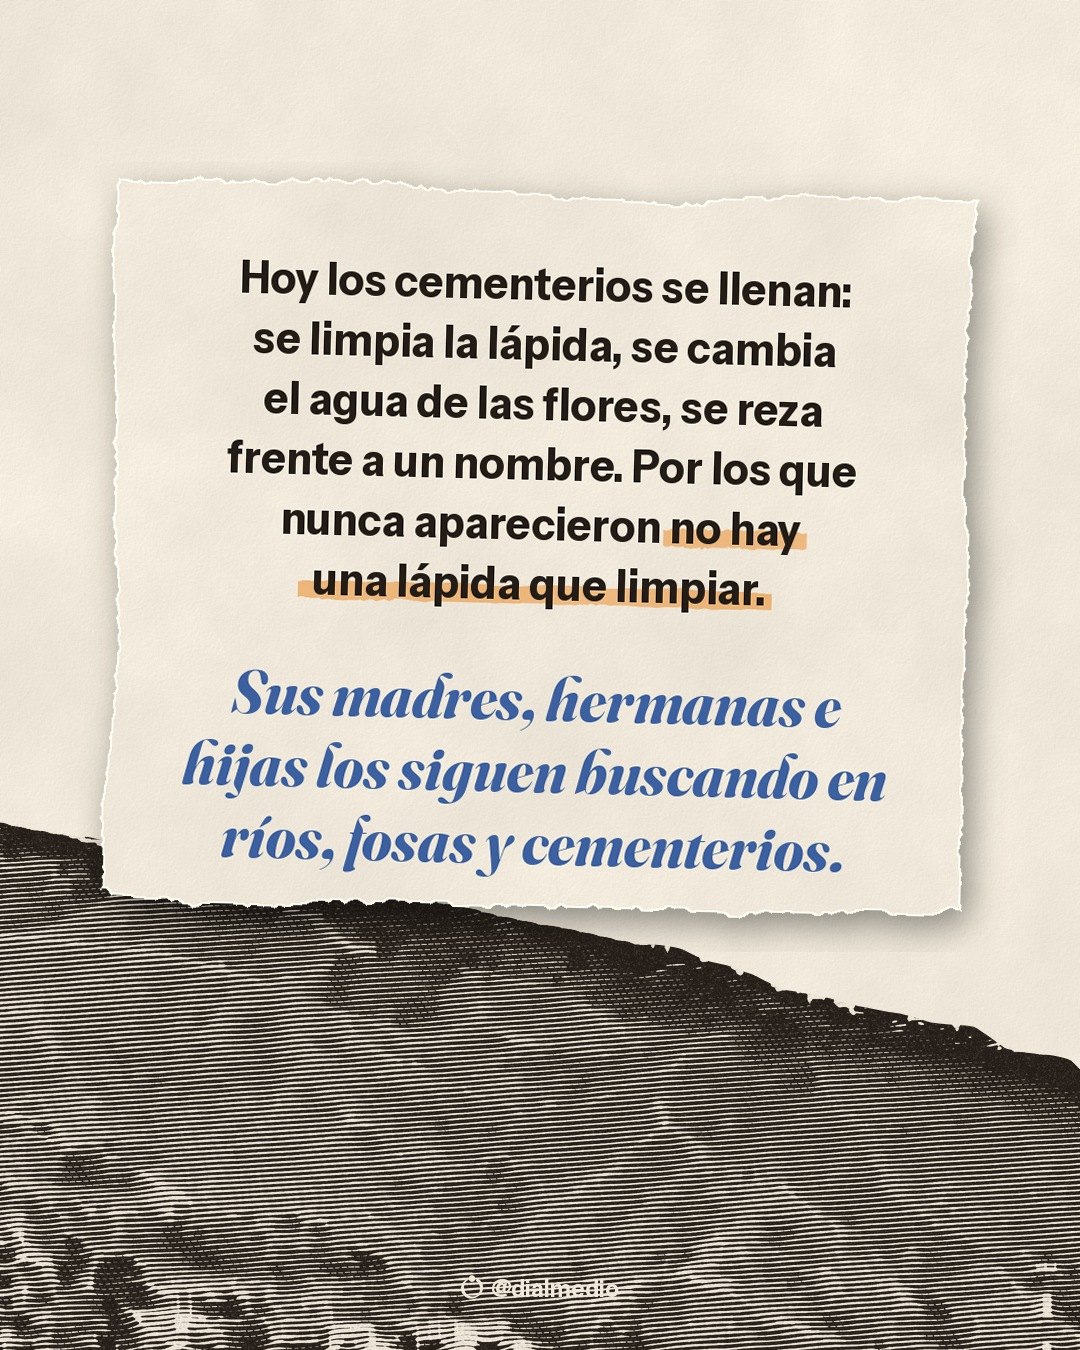 Hoy los cementerios se llenan:
se limpia la lápida, se cambia
el agua de las flores, se reza
frente a un nombre. Por los que
nunca aparecieron no hay
una lápida que limpiar.
Sus madres, hermanas e
hijas los siguen buscando en
ríos, fosas y cementerios.
@dialmedio